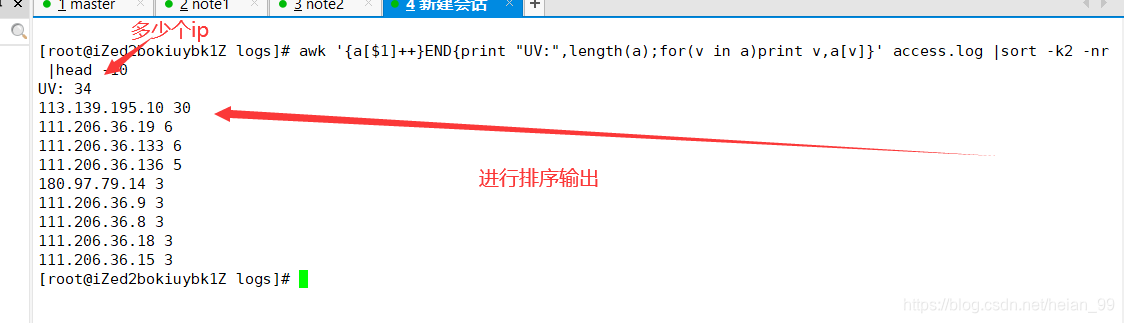 1 master
2 note1
3 note2
4 新建会话
多少个ip
[root@iZed2bokiuybk1Z logs]# awk '{a[$1]++}END{print "UV:",length(a);for(v in a)print v,a[v]}' access.log |sort -k2 -nr
|head -10
UV: 34
113.139.195.10 30
111.206.36.19 6
111.206.36.133 6
111.206.36.136 5
180.97.79.14 3
111.206.36.9 3
111.206.36.8 3
111.206.36.18 3
111.206.36.15 3
进行排序输出
[root@iZed2bokiuybk1Z logs]#
https://blog.csdn.net/heian_99